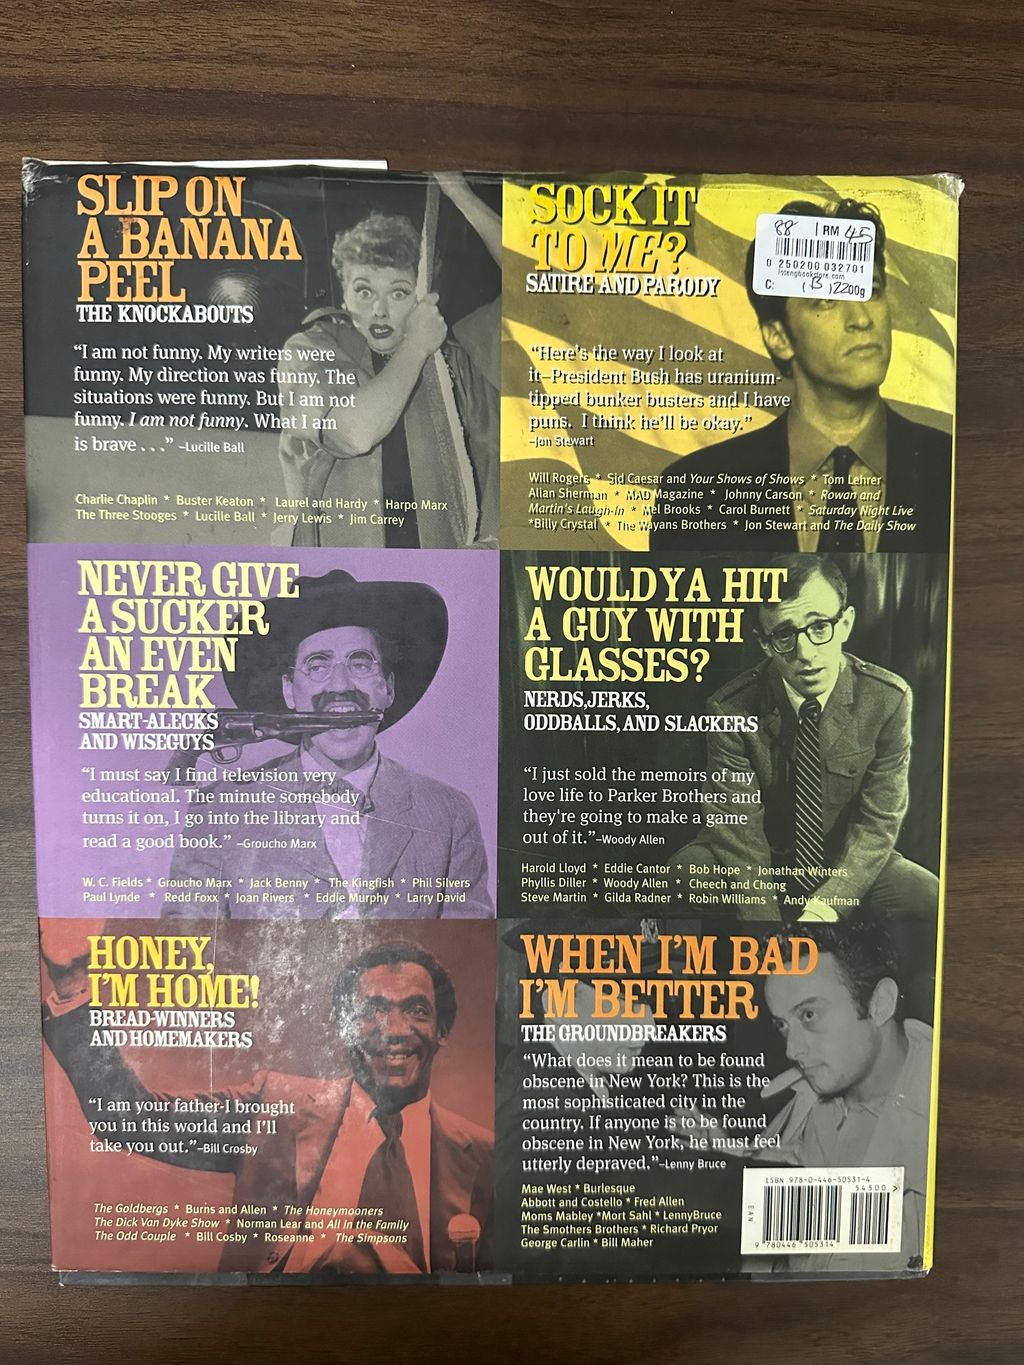 SLIP ON
A BANANA
PEEL
THE KNOCKABOUTS
“I am not funny. My writers were
funny. My direction was funny. The
situations were funny. But I am not
funny. I am not funny. What I am
is brave . . .” –Lucille Ball
Charlie Chaplin * Buster Keaton * Laurel and Hardy * Harpo Marx
The Three Stooges * Lucille Ball * Jerry Lewis * Jim Carrey
SOCK IT
TO ME?
SATIRE AND PARODY
88 1 RM 45
0 250200 032701
lotengbookstore.com
C: ( B ) 2200g
“Here's the way I look at
it–President Bush has uranium-
tipped bunker busters and I have
puns. I think he'll be okay.”
–Jon Stewart
Will Rogers * Sid Caesar and Your Shows of Shows * Tom Lehrer
Allan Sherman * MAD Magazine * Johnny Carson * Rowan and
Martin's Laugh-In * Mel Brooks * Carol Burnett * Saturday Night Live
*Billy Crystal * The Wayans Brothers * Jon Stewart and The Daily Show
NEVER GIVE
A SUCKER
AN EVEN
BREAK
SMART-ALECKS
AND WISEGUYS
“I must say I find television very
educational. The minute somebody
turns it on, I go into the library and
read a good book.” –Groucho Marx
W. C. Fields * Groucho Marx * Jack Benny * The Kingfish * Phil Silvers
Paul Lynde * Redd Foxx * Joan Rivers * Eddie Murphy * Larry David
WOULD YA HIT
A GUY WITH
GLASSES?
NERDS, JERKS,
ODDBALLS, AND SLACKERS
“I just sold the memoirs of my
love life to Parker Brothers and
they're going to make a game
out of it.”–Woody Allen
Harold Lloyd * Eddie Cantor * Bob Hope * Jonathan Winters
Phyllis Diller * Woody Allen * Cheech and Chong
Steve Martin * Gilda Radner * Robin Williams * Andy Kaufman
HONEY,
I'M HOME!
BREAD-WINNERS
AND HOMEMAKERS
“I am your father-I brought
you in this world and I'll
take you out.”–Bill Crosby
The Goldbergs * Burns and Allen * The Honeymooners
The Dick Van Dyke Show * Norman Lear and All in the Family
The Odd Couple * Bill Cosby * Roseanne * The Simpsons
WHEN I'M BAD
I'M BETTER
THE GROUNDBREAKERS
“What does it mean to be found
obscene in New York? This is the
most sophisticated city in the
country. If anyone is to be found
obscene in New York, he must feel
utterly depraved.”–Lenny Bruce
Mae West * Burlesque
Abbott and Costello * Fred Allen
Moms Mabley *Mort Sahl * LennyBruce
The Smothers Brothers * Richard Pryor
George Carlin * Bill Maher
ISBN 978-0-446-50531-4
54500 >
EAN
9 780446 505314